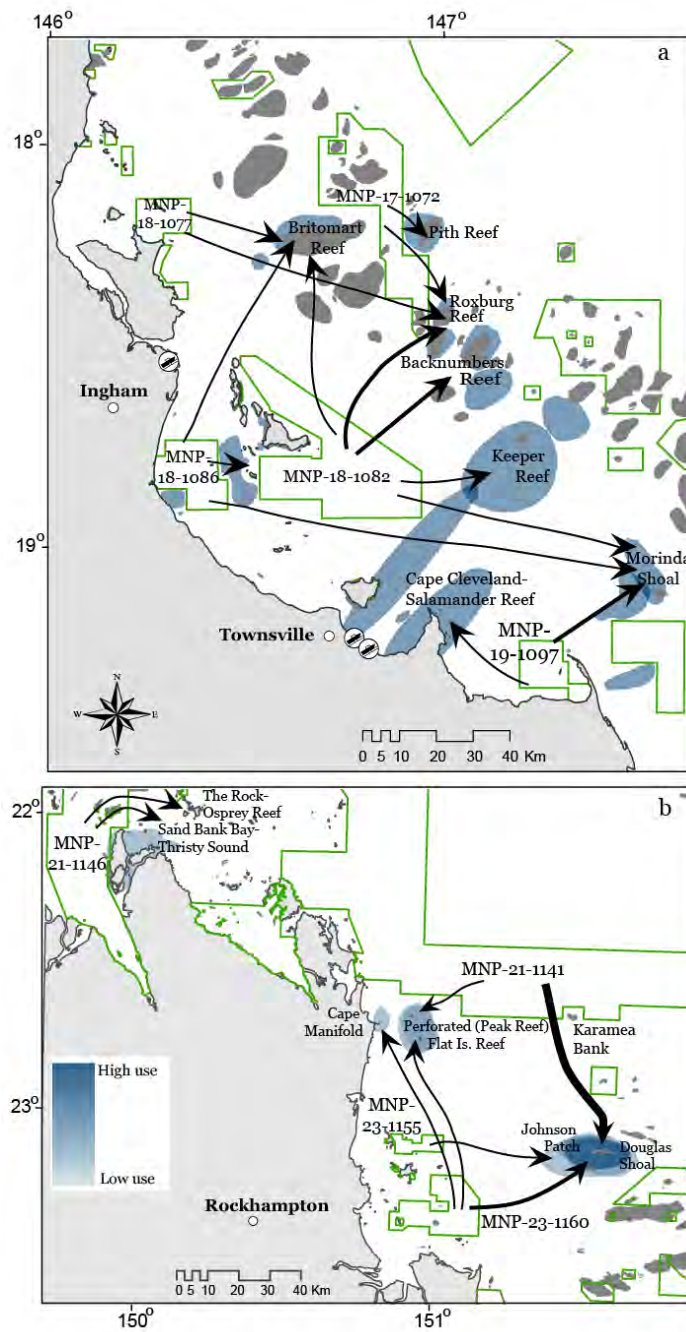 146°
147°
a
18°
MNP-
18-1077
MNP-17-1072
Britomart
Reef
Pith Reef
Roxburg
Reef
Backnumbers
Reef
Ingham
MNP-
18-1086
MNP-18-1082
Keeper
Reef
19°
Morinda
Shoal
Cape Cleveland-
Salamander Reef
Townsville
MNP-
19-1097
N
W
E
S
0 5 10 20 30 40
Km
b
22°
The Rock-
Osprey Reef
Sand Bank Bay-
Thristy Sound
MNP-
21-1146
MNP-21-1141
Cape
Manifold
Perforated (Peak Reef)
Flat Is. Reef
Karamea
Bank
High use
Low use
23°
MNP-
23-1155
Johnson
Patch
Douglas
Shoal
Rockhampton
MNP-23-1160
0 5 10 20 30 40
Km
150°
151°